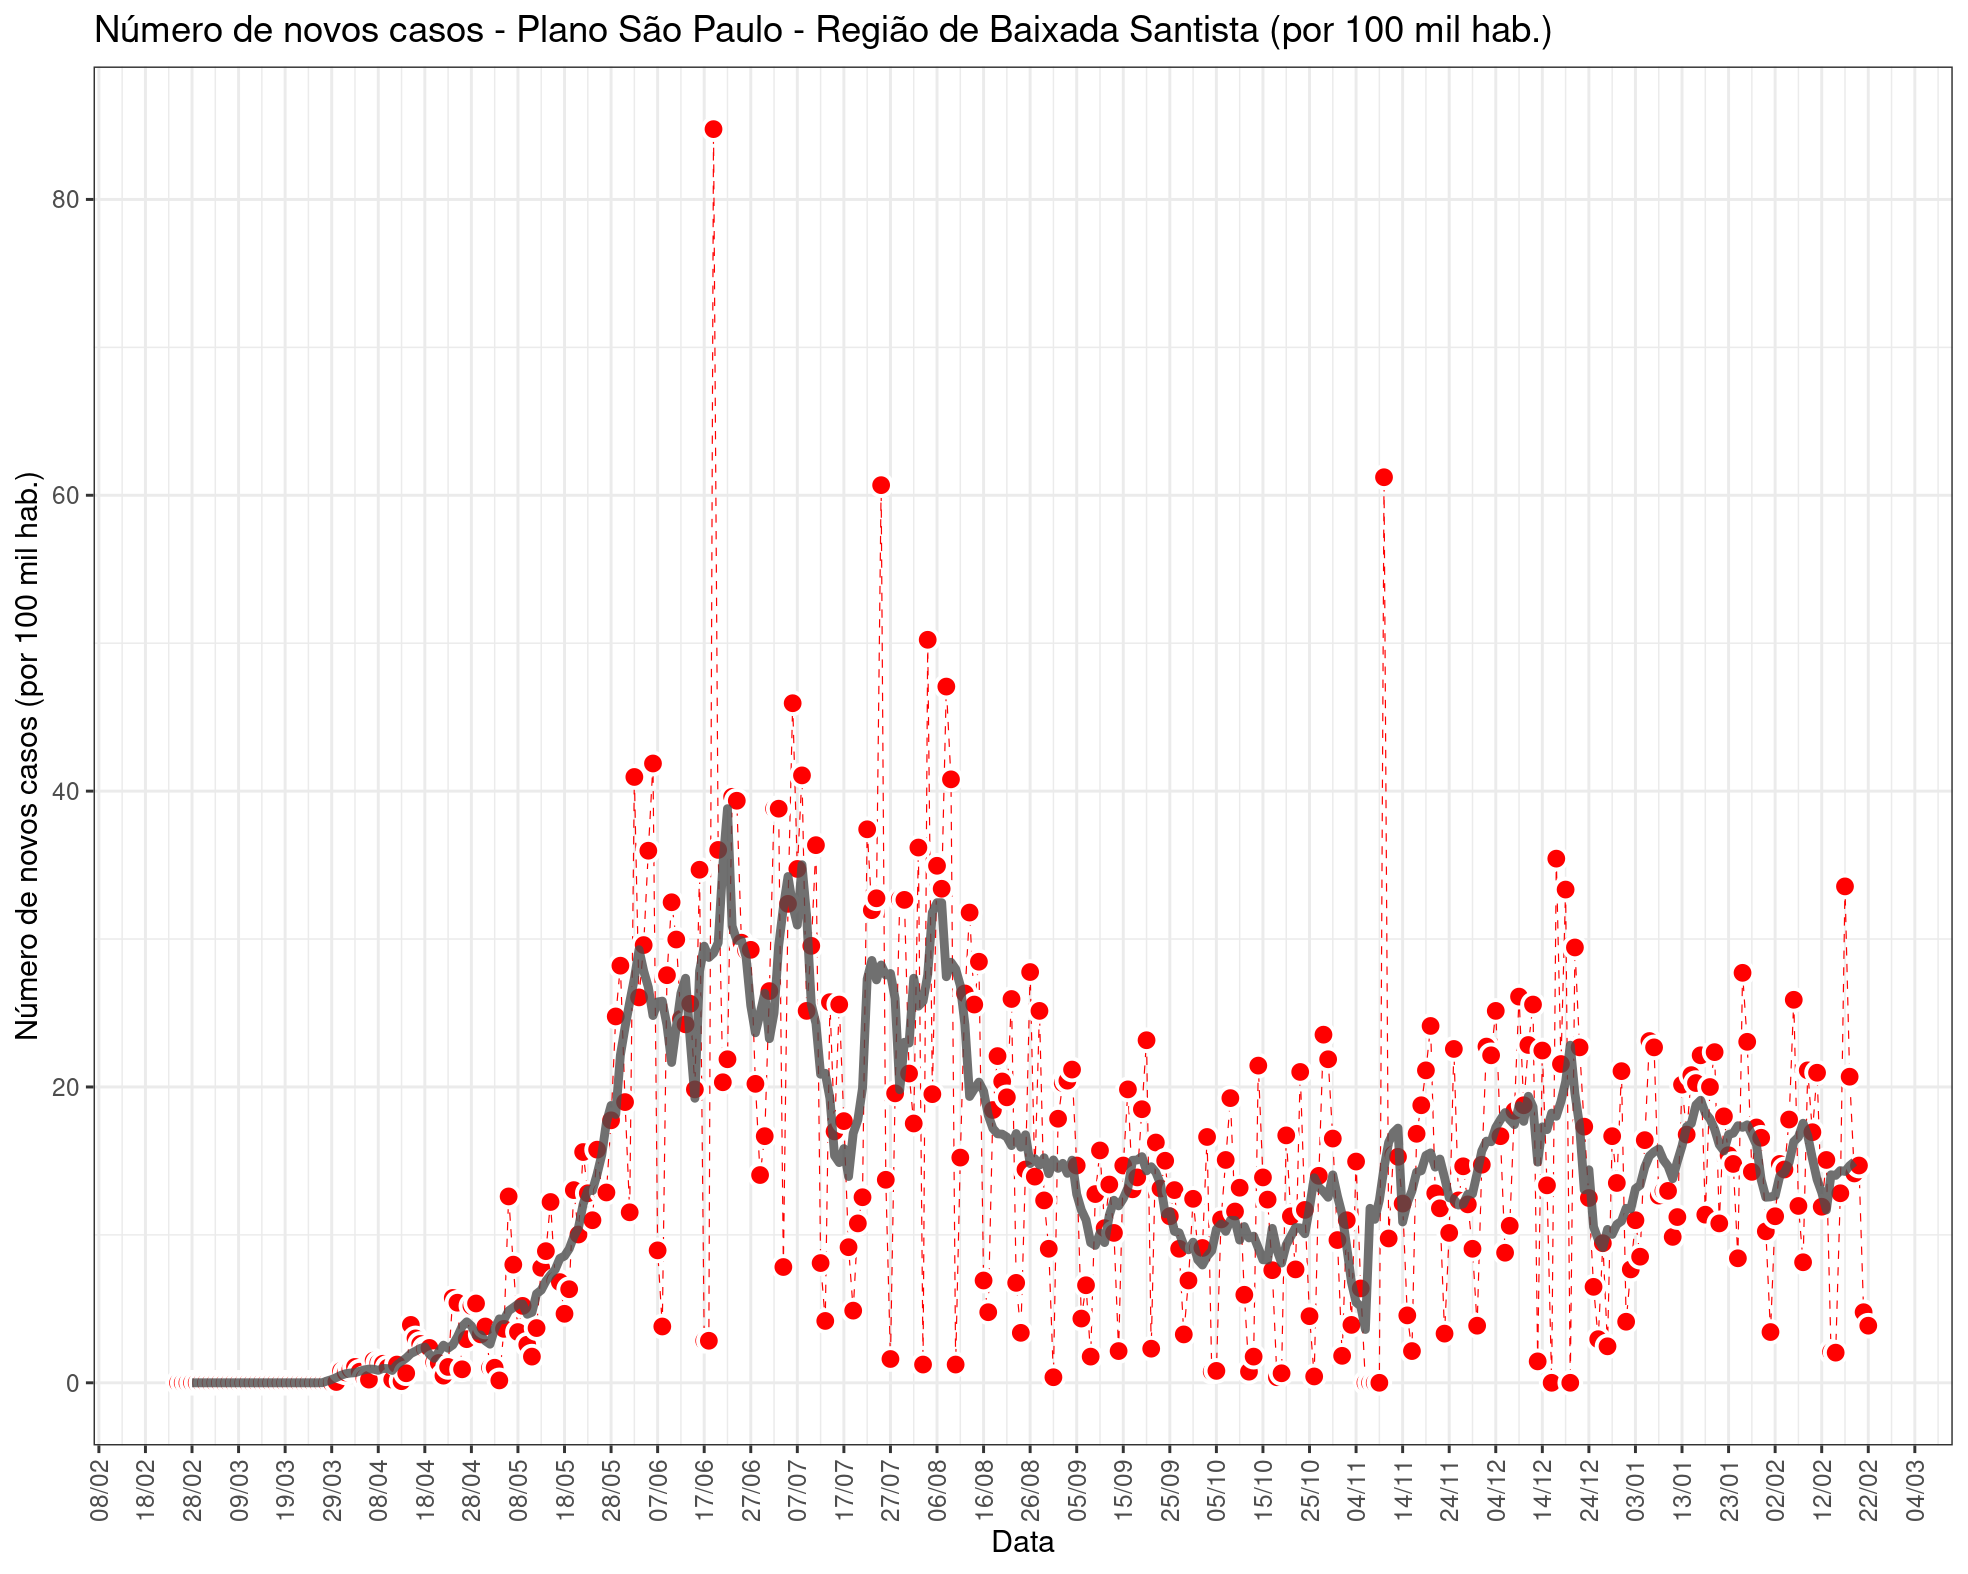 Número de novos casos - Plano São Paulo - Região de Baixada Santista (por 100 mil hab.)
Número de novos casos (por 100 mil hab.)
80
60
40
20
0
08/02 18/02 28/02 09/03 19/03 29/03 08/04 18/04 28/04 08/05 18/05 28/05 07/06 17/06 27/06 07/07 17/07 27/07 06/08 16/08 26/08 05/09 15/09 25/09 05/10 15/10 25/10 04/11 14/11 24/11 04/12 14/12 24/12 03/01 13/01 23/01 02/02 12/02 22/02 04/03
Data